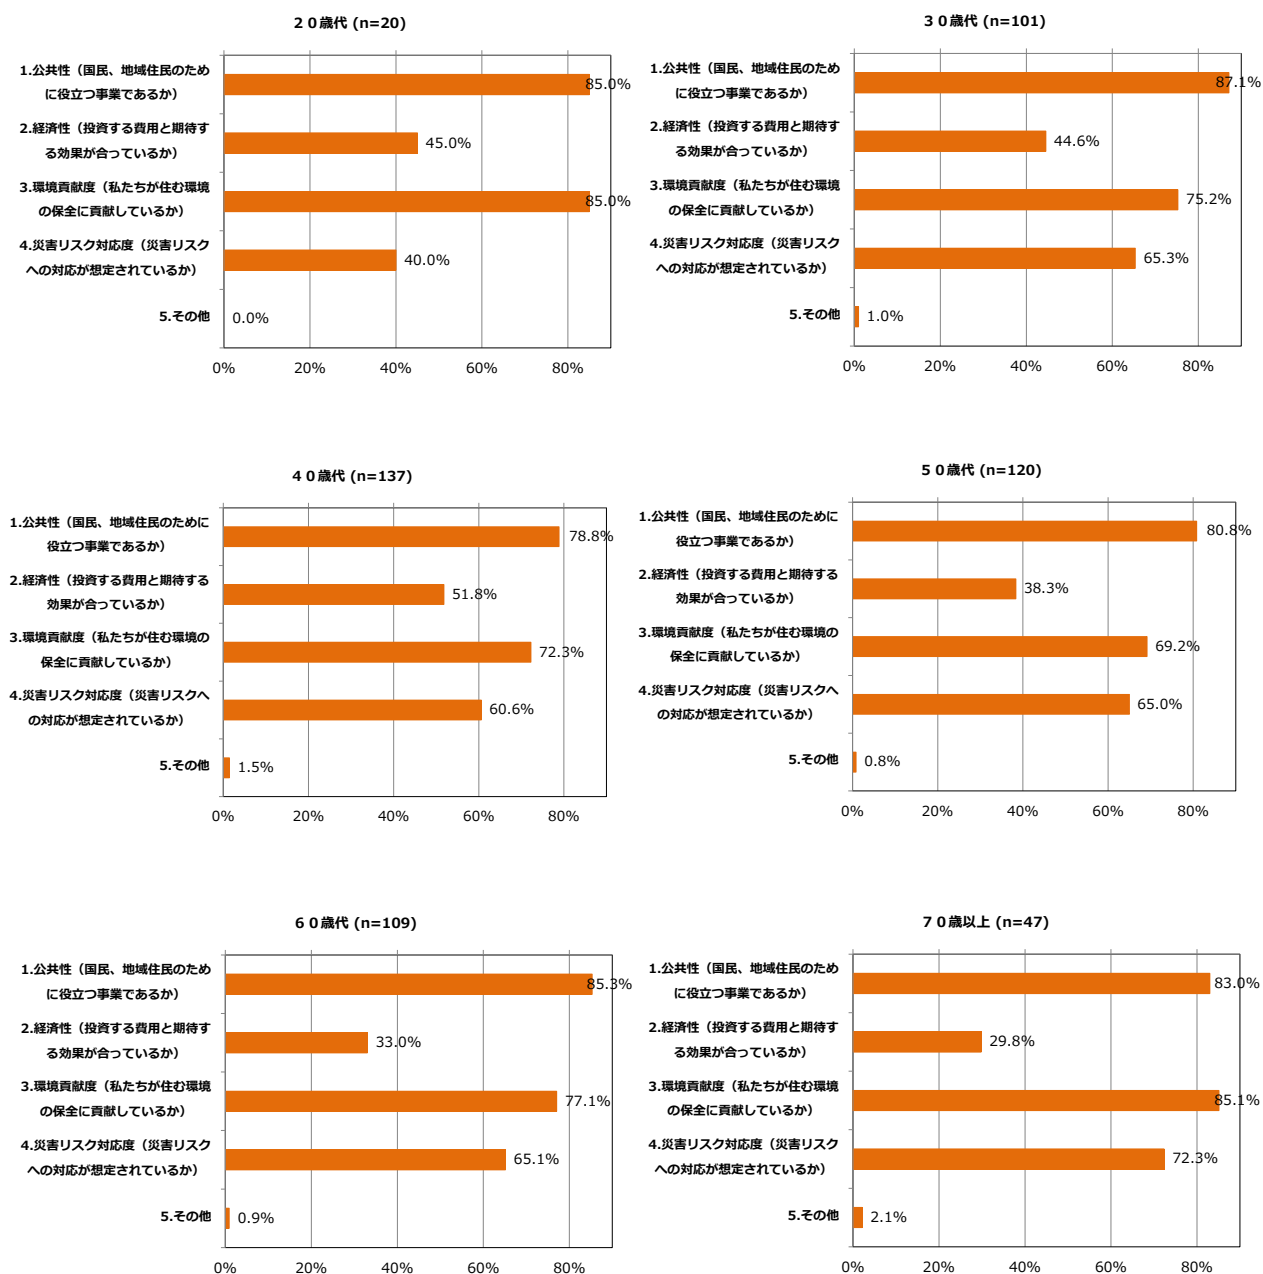 ２０歳代 (n=20)
1.公共性（国民、地域住民のため
に役立つ事業であるか）
85.0%
2.経済性（投資する費用と期待す
る効果が合っているか）
45.0%
3.環境貢献度（私たちが住む環境
の保全に貢献しているか）
85.0%
4.災害リスク対応度（災害リスク
への対応が想定されているか）
40.0%
5.その他
0.0%
0% 20% 40% 60% 80%
３０歳代 (n=101)
1.公共性（国民、地域住民のため
に役立つ事業であるか）
87.1%
2.経済性（投資する費用と期待す
る効果が合っているか）
44.6%
3.環境貢献度（私たちが住む環境
の保全に貢献しているか）
75.2%
4.災害リスク対応度（災害リスク
への対応が想定されているか）
65.3%
5.その他
1.0%
0% 20% 40% 60% 80%
４０歳代 (n=137)
1.公共性（国民、地域住民のために
役立つ事業であるか）
78.8%
2.経済性（投資する費用と期待する
効果が合っているか）
51.8%
3.環境貢献度（私たちが住む環境の
保全に貢献しているか）
72.3%
4.災害リスク対応度（災害リスクへ
の対応が想定されているか）
60.6%
5.その他
1.5%
0% 20% 40% 60% 80%
５０歳代 (n=120)
1.公共性（国民、地域住民のために
役立つ事業であるか）
80.8%
2.経済性（投資する費用と期待する
効果が合っているか）
38.3%
3.環境貢献度（私たちが住む環境の
保全に貢献しているか）
69.2%
4.災害リスク対応度（災害リスクへ
の対応が想定されているか）
65.0%
5.その他
0.8%
0% 20% 40% 60% 80%
６０歳代 (n=109)
1.公共性（国民、地域住民のため
に役立つ事業であるか）
85.3%
2.経済性（投資する費用と期待す
る効果が合っているか）
33.0%
3.環境貢献度（私たちが住む環境
の保全に貢献しているか）
77.1%
4.災害リスク対応度（災害リスク
への対応が想定されているか）
65.1%
5.その他
0.9%
0% 20% 40% 60% 80%
７０歳以上 (n=47)
1.公共性（国民、地域住民のため
に役立つ事業であるか）
83.0%
2.経済性（投資する費用と期待す
る効果が合っているか）
29.8%
3.環境貢献度（私たちが住む環境
の保全に貢献しているか）
85.1%
4.災害リスク対応度（災害リスク
への対応が想定されているか）
72.3%
5.その他
2.1%
0% 20% 40% 60% 80%